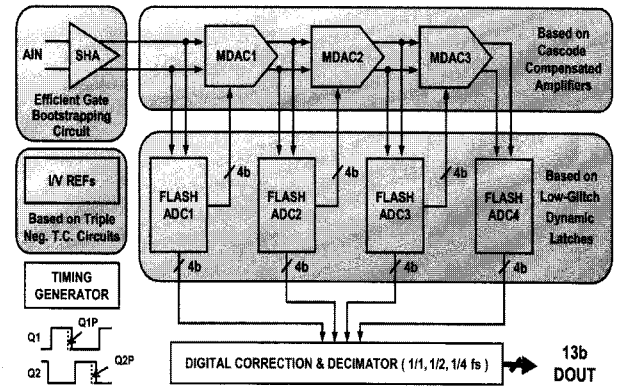 AIN
SHA
Efficient Gate
Bootstrapping
Circuit
MDAC1
MDAC2
MDAC3
Based on
Cascode
Compensated
Amplifiers
I/V REFs
Based on Triple
Neg. T.C. Circuits
FLASH
ADC1
4b
FLASH
ADC2
4b
FLASH
ADC3
4b
FLASH
ADC4
Based on
Low-Glitch
Dynamic
Latches
4b
4b
4b
4b
TIMING
GENERATOR
Q1
Q1P
Q2
Q2P
DIGITAL CORRECTION & DECIMATOR ( 1/1, 1/2, 1/4 fs )
13b
DOUT